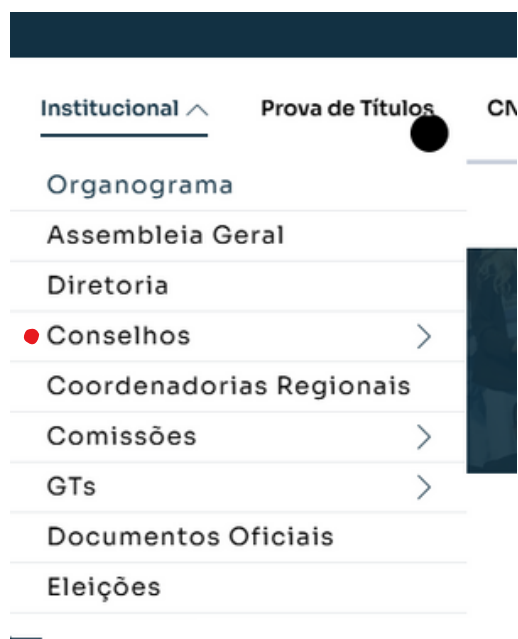 Institucional Prova de Títulos
Organograma
Assembleia Geral
Diretoria
Conselhos
Coordenadorias Regionais
Comissões
GTs
Documentos Oficiais
Eleições